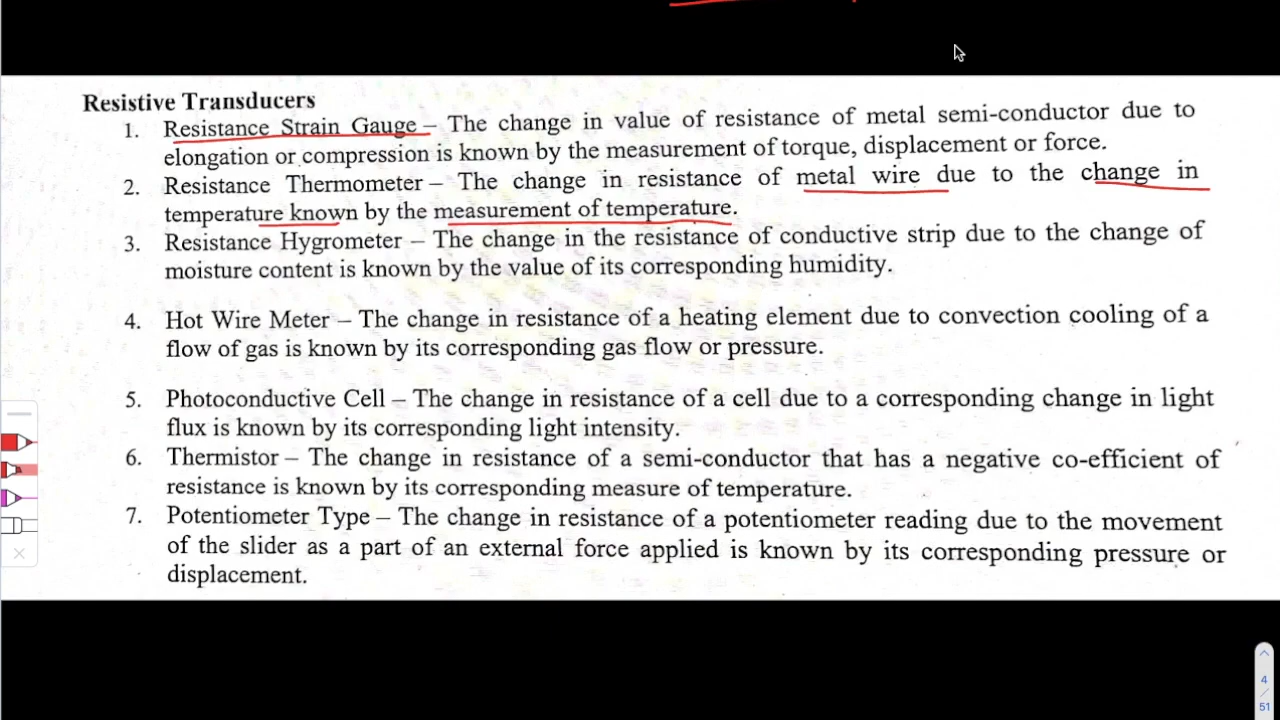 Resistive Transducers
1. Resistance Strain Gauge – The change in value of resistance of metal semi-conductor due to
elongation or compression is known by the measurement of torque, displacement or force.
2. Resistance Thermometer – The change in resistance of metal wire due to the change in
temperature known by the measurement of temperature.
3. Resistance Hygrometer – The change in the resistance of conductive strip due to the change of
moisture content is known by the value of its corresponding humidity.
4. Hot Wire Meter – The change in resistance of a heating element due to convection cooling of a
flow of gas is known by its corresponding gas flow or pressure.
5. Photoconductive Cell – The change in resistance of a cell due to a corresponding change in light
flux is known by its corresponding light intensity.
6. Thermistor – The change in resistance of a semi-conductor that has a negative co-efficient of
resistance is known by its corresponding measure of temperature.
7. Potentiometer Type – The change in resistance of a potentiometer reading due to the movement
of the slider as a part of an external force applied is known by its corresponding pressure or
displacement.
4
/
51